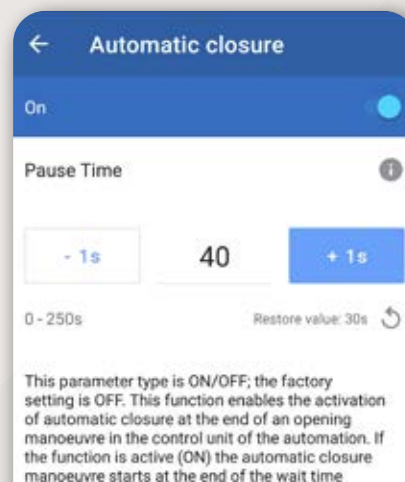 Automatic closure
On
Pause Time
- 1s 40 + 1s
0 - 250s Restore value: 30s
This parameter type is ON/OFF; the factory
setting is OFF. This function enables the activation
of automatic closure at the end of an opening
manoeuvre in the control unit of the automation. If
the function is active (ON) the automatic closure
manoeuvre starts at the end of the wait time